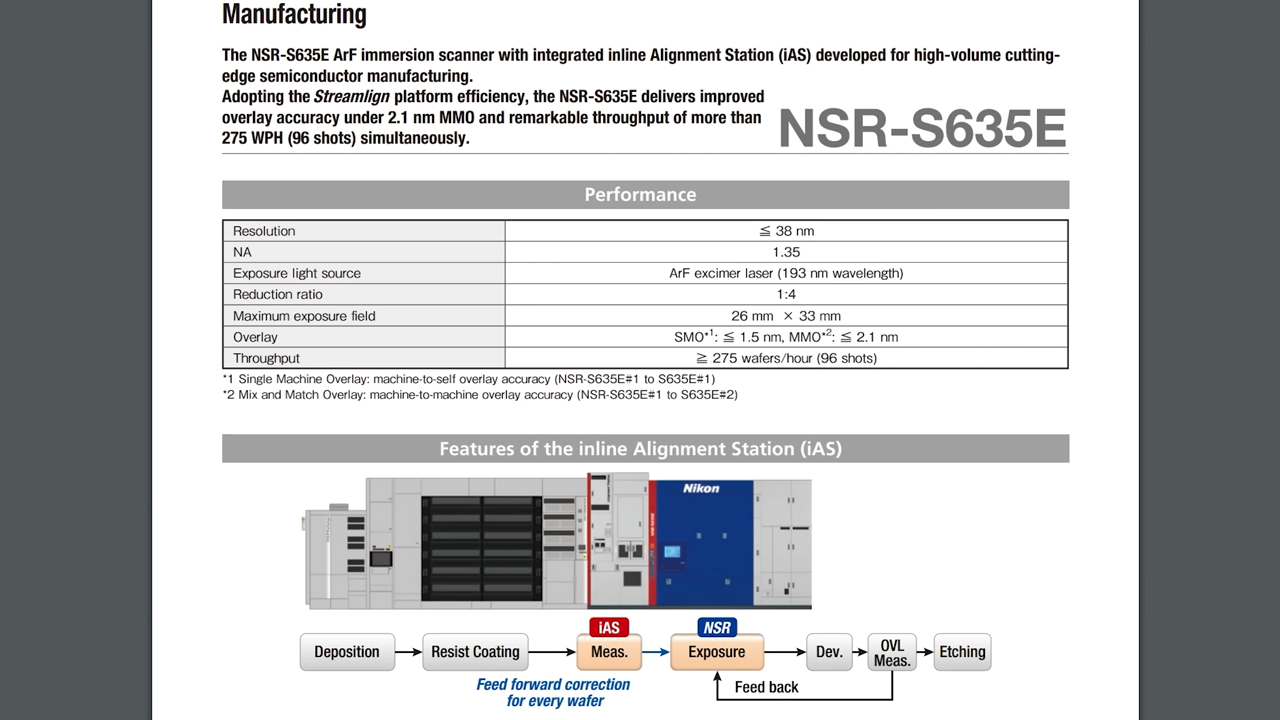 Manufacturing
The NSR-S635E ArF immersion scanner with integrated inline Alignment Station (iAS) developed for high-volume cutting-
edge semiconductor manufacturing.
Adopting the Streamlign platform efficiency, the NSR-S635E delivers improved
overlay accuracy under 2.1 nm MMO and remarkable throughput of more than
275 WPH (96 shots) simultaneously.
NSR-S635E
Performance
Resolution ≦ 38 nm
NA 1.35
Exposure light source ArF excimer laser (193 nm wavelength)
Reduction ratio 1:4
Maximum exposure field 26 mm × 33 mm
Overlay SMO*1: ≦ 1.5 nm, MMO*2: ≦ 2.1 nm
Throughput ≧ 275 wafers/hour (96 shots)
*1 Single Machine Overlay: machine-to-self overlay accuracy (NSR-S635E#1 to S635E#1)
*2 Mix and Match Overlay: machine-to-machine overlay accuracy (NSR-S635E#1 to S635E#2)
Features of the inline Alignment Station (iAS)
Nikon
iAS NSR
Deposition Resist Coating Meas. Exposure Dev. OVL Meas. Etching
Feed forward correction
for every wafer
Feed back